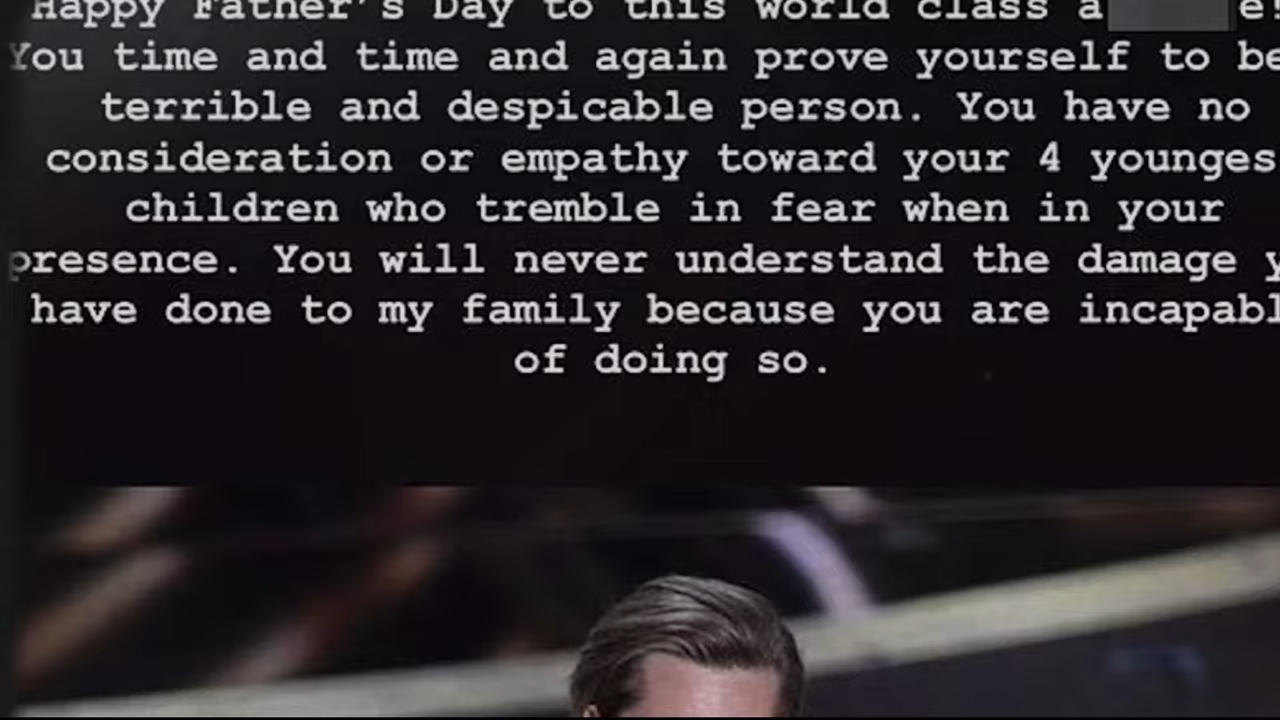 Happy Father's Day to this world class a e!
You time and time and again prove yourself to be
terrible and despicable person. You have no
consideration or empathy toward your 4 younges
children who tremble in fear when in your
presence. You will never understand the damage y
have done to my family because you are incapabl
of doing so.